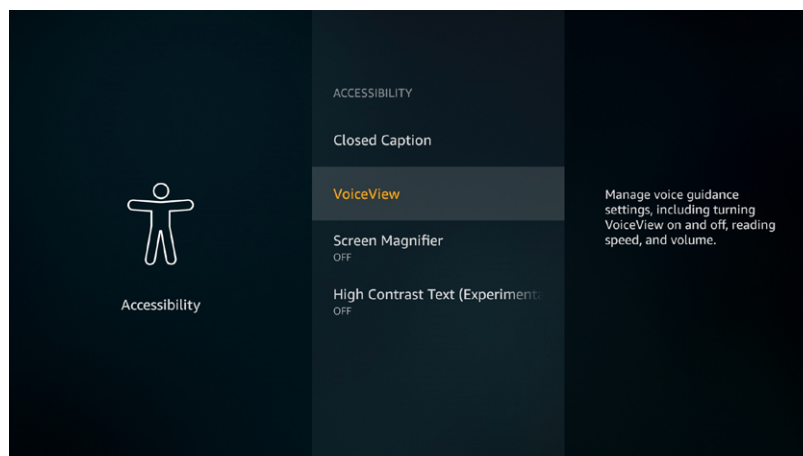 Accessibility
ACCESSIBILITY
Closed Caption
VoiceView
Screen Magnifier
OFF
High Contrast Text (Experimenta
OFF
Manage voice guidance
settings, including turning
VoiceView on and off, reading
speed, and volume.